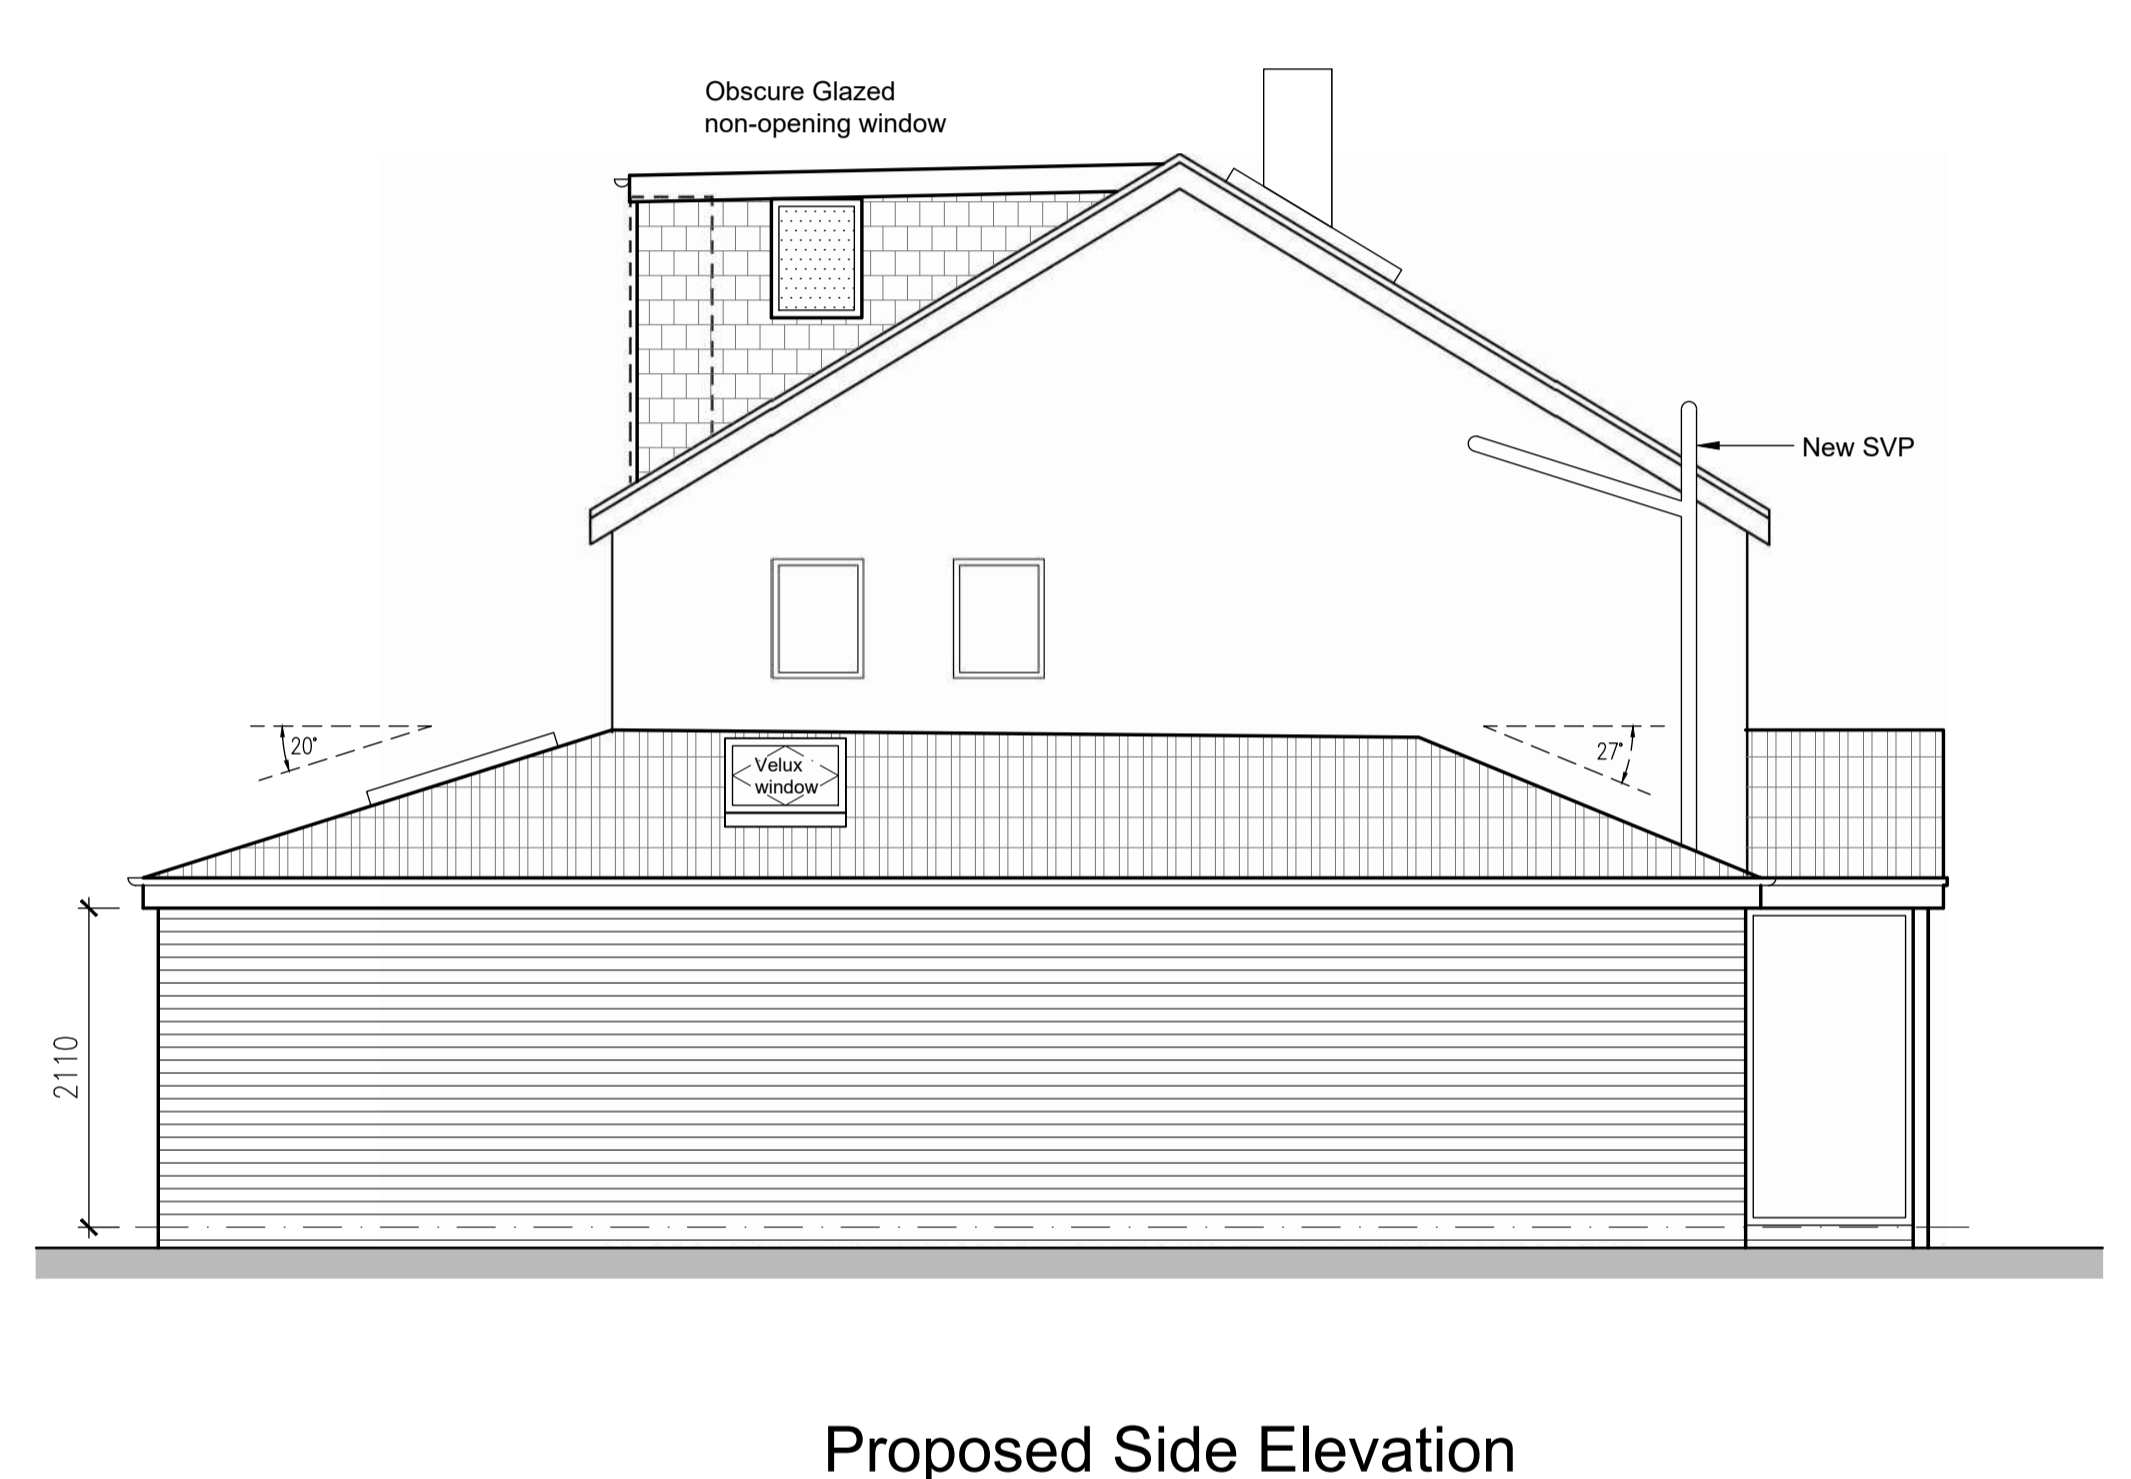 Obscure Glazed
non-opening window
New SVP
20°
27°
Velux
window
2110
Proposed Side Elevation